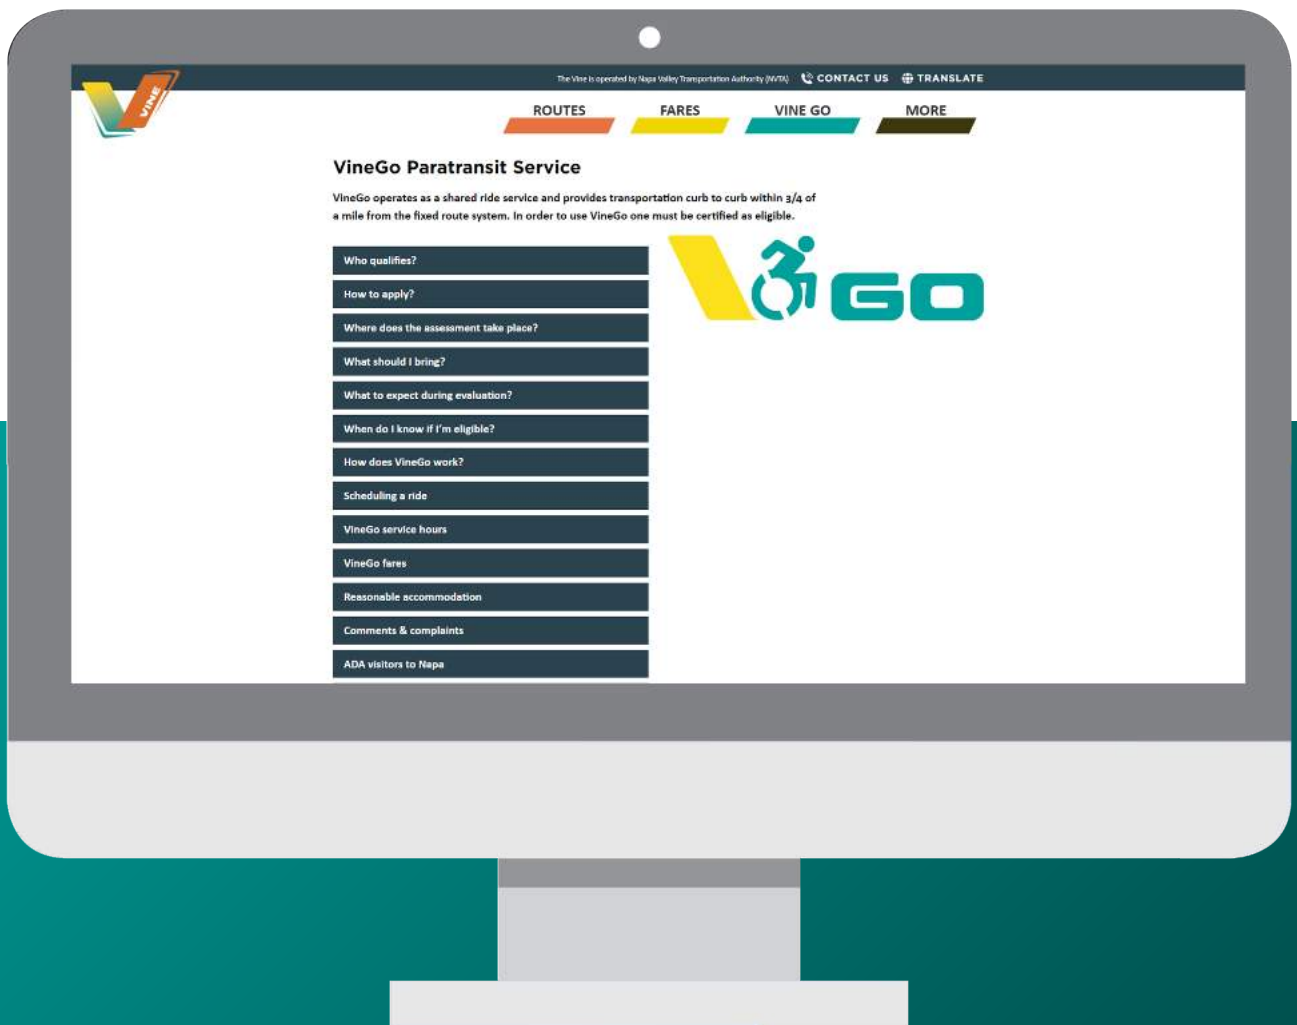 The Vine is operated by Napa Valley Transportation Authority (NVTA) CONTACT US TRANSLATE
VINE
ROUTES FARES VINE GO MORE
VineGo Paratransit Service
VineGo operates as a shared ride service and provides transportation curb to curb within 3/4 of
a mile from the fixed route system. In order to use VineGo one must be certified as eligible.
V GO
Who qualifies?
How to apply?
Where does the assessment take place?
What should I bring?
What to expect during evaluation?
When do I know if I'm eligible?
How does VineGo work?
Scheduling a ride
VineGo service hours
VineGo fares
Reasonable accommodation
Comments & complaints
ADA visitors to Napa